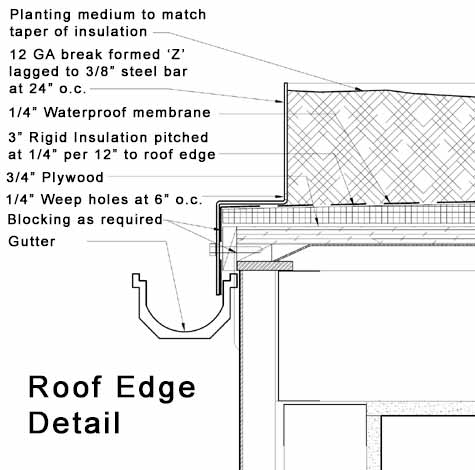 Planting medium to match
taper of insulation
12 GA break formed ‘Z’
lagged to 3/8” steel bar
at 24” o.c.
1/4” Waterproof membrane
3” Rigid Insulation pitched
at 1/4” per 12” to roof edge
3/4” Plywood
1/4” Weep holes at 6” o.c.
Blocking as required
Gutter
Roof Edge
Detail